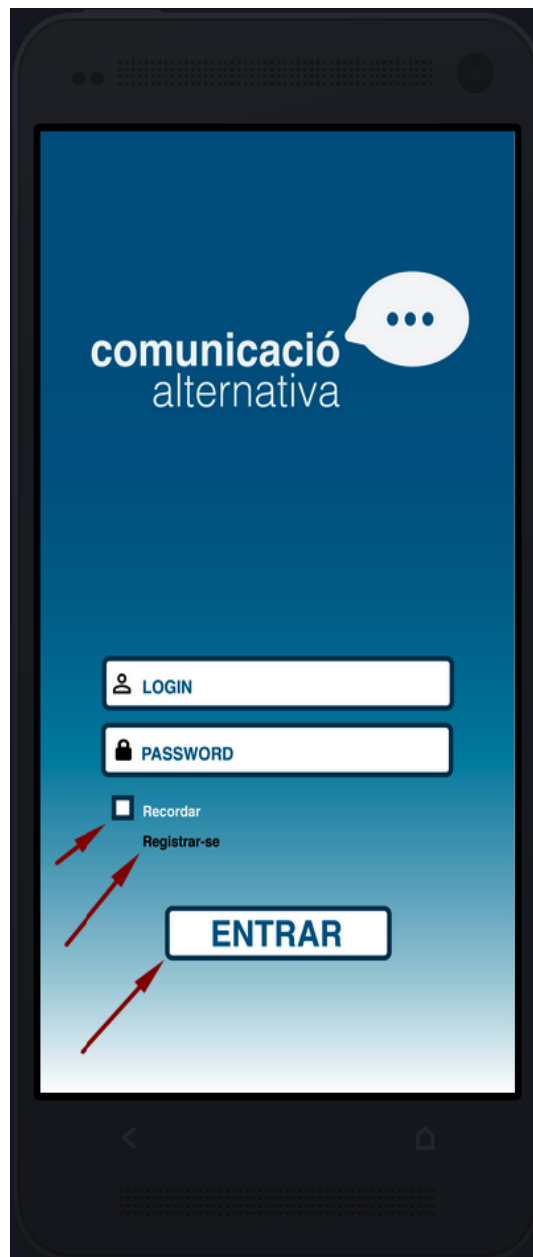 comunicació
alternativa
LOGIN
PASSWORD
Recordar
Registrar-se
ENTRAR